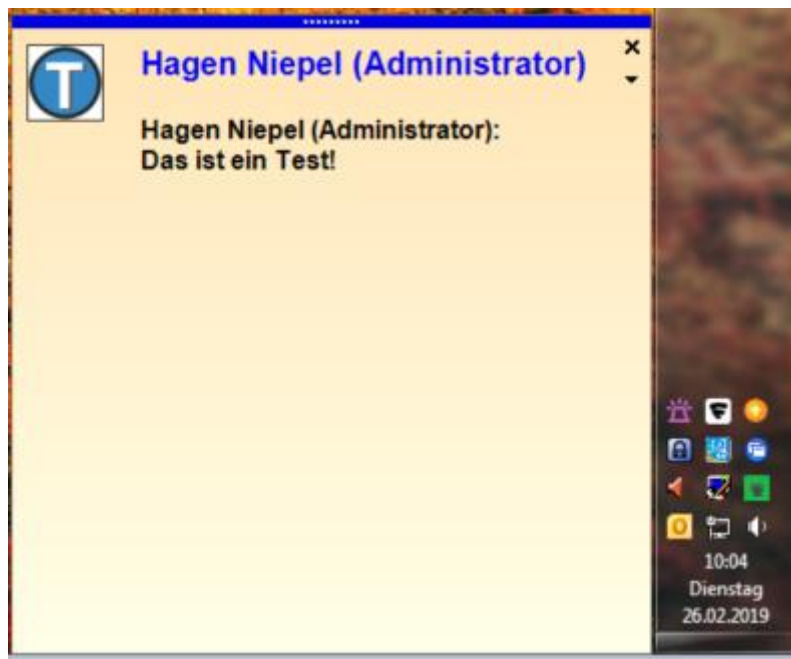 T
Hagen Niepel (Administrator)
Hagen Niepel (Administrator):
Das ist ein Test!
10:04
Dienstag
26.02.2019